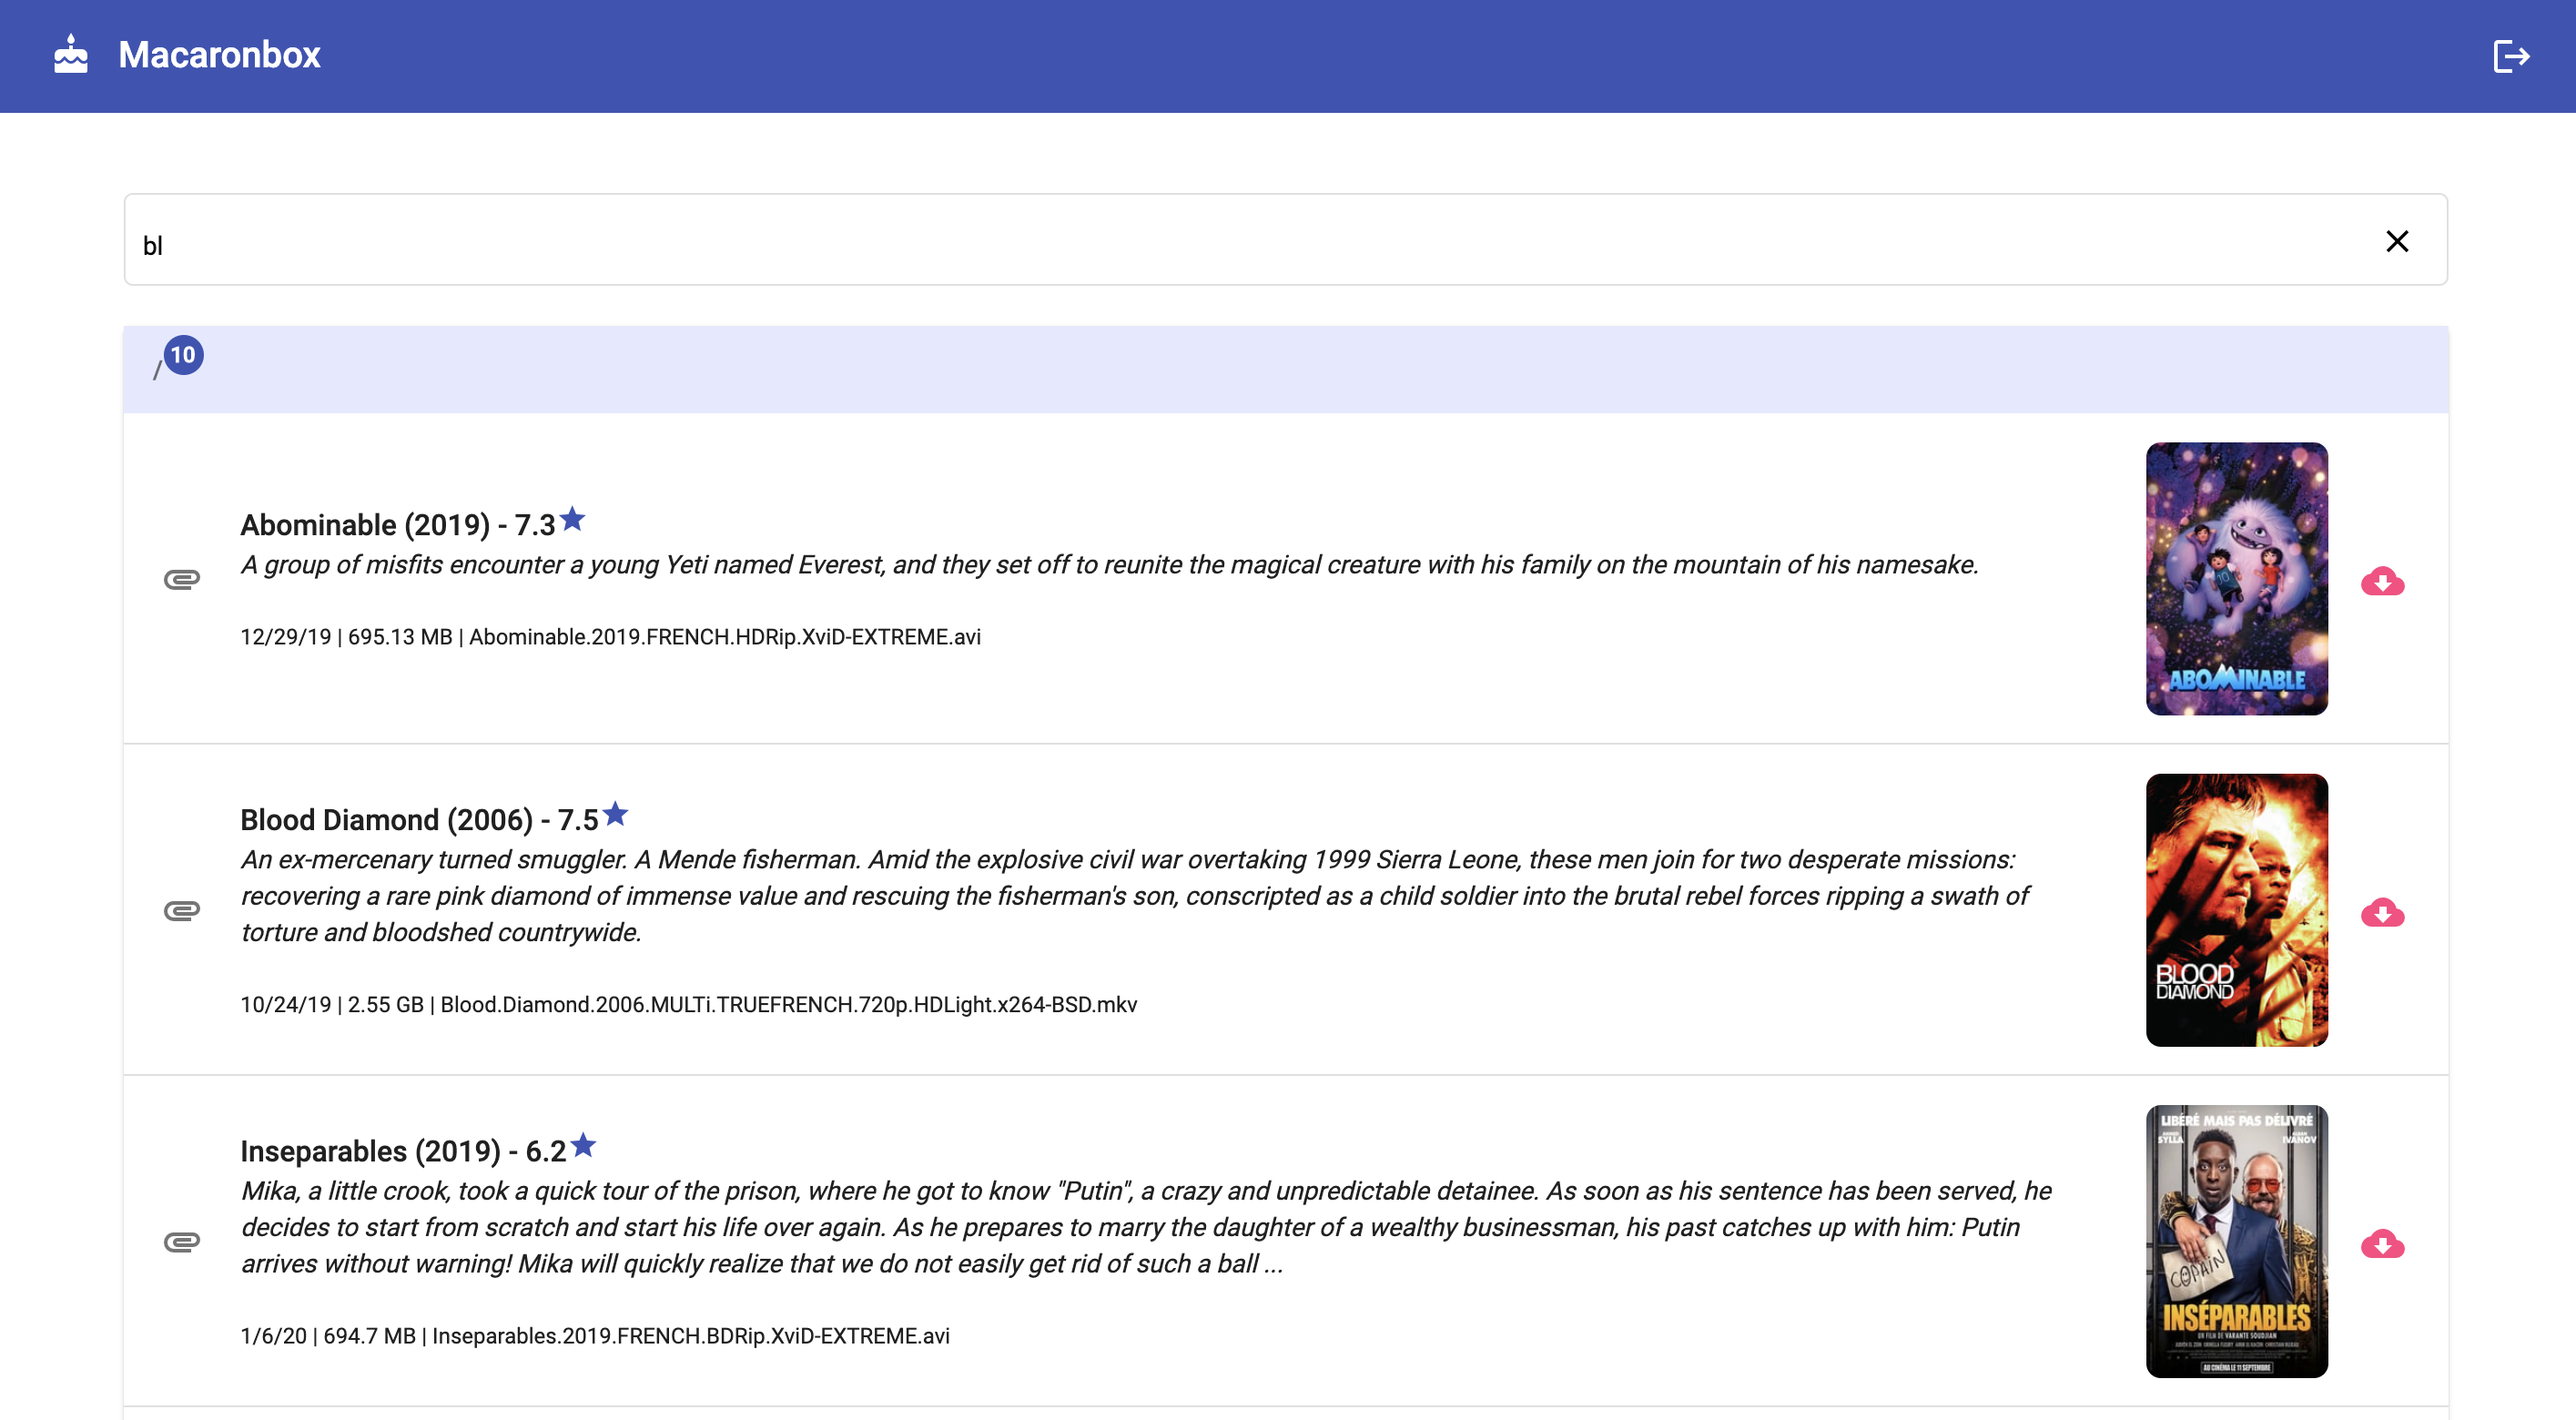 Macaronbox
bl
/ 10
Abominable (2019) - 7.3
A group of misfits encounter a young Yeti named Everest, and they set off to reunite the magical creature with his family on the mountain of his namesake.
12/29/19 | 695.13 MB | Abominable.2019.FRENCH.HDRip.XviD-EXTREME.avi
10
ABOMINABLE
Blood Diamond (2006) - 7.5
An ex-mercenary turned smuggler. A Mende fisherman. Amid the explosive civil war overtaking 1999 Sierra Leone, these men join for two desperate missions:
recovering a rare pink diamond of immense value and rescuing the fisherman's son, conscripted as a child soldier into the brutal rebel forces ripping a swath of
torture and bloodshed countrywide.
10/24/19 | 2.55 GB | Blood.Diamond.2006.MULTi.TRUEFRENCH.720p.HDLight.x264-BSD.mkv
BLOOD
DIAMOND
Inseparables (2019) - 6.2
Mika, a little crook, took a quick tour of the prison, where he got to know "Putin", a crazy and unpredictable detainee. As soon as his sentence has been served, he
decides to start from scratch and start his life over again. As he prepares to marry the daughter of a wealthy businessman, his past catches up with him: Putin
arrives without warning! Mika will quickly realize that we do not easily get rid of such a ball ...
1/6/20 | 694.7 MB | Inseparables.2019.FRENCH.BDRip.XviD-EXTREME.avi
LIBÉRÉ MAIS PAS DÉLIVRÉ
SYLLA IVANOV
COPAIN
INSÉPARABLES
UN FILM DE VARANTE SOUDJIAN
AU CINÉMA LE 11 SEPTEMBRE